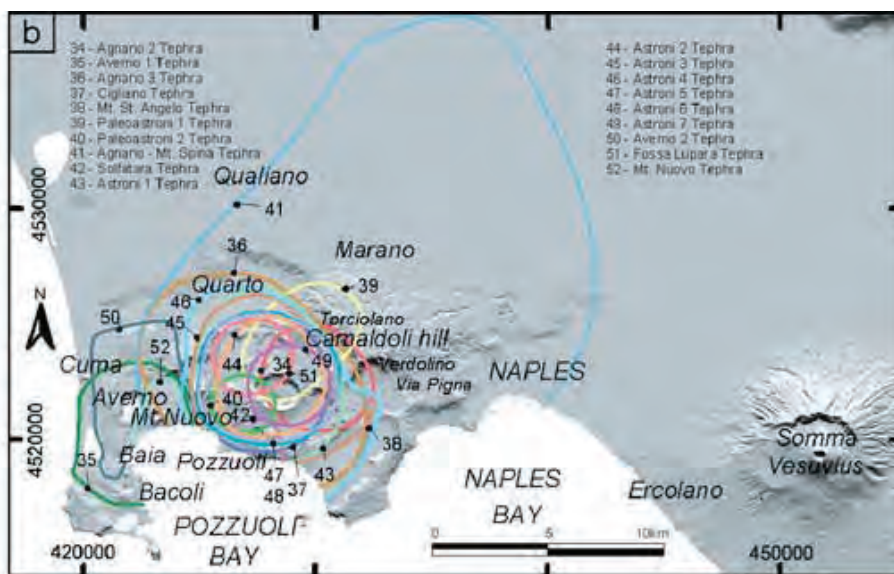 b
34 - Agnano 2 Tephra
35 - Averno 1 Tephra
36 - Agnano 3 Tephra
37 - Cigliano Tephra
38 - Mt. St. Angelo Tephra
39 - Paleoastroni 1 Tephra
40 - Paleoastroni 2 Tephra
41 - Agnano - Mt. Spina Tephra
42 - Solfatara Tephra
43 - Astroni 1 Tephra
44 - Astroni 2 Tephra
45 - Astroni 3 Tephra
46 - Astroni 4 Tephra
47 - Astroni 5 Tephra
48 - Astroni 6 Tephra
49 - Astroni 7 Tephra
50 - Averno 2 Tephra
51 - Fossa Lupara Tephra
52 - Mt. Nuovo Tephra
Quallano
41
4530000
36
Marano
Quarto
39
46
N
50
45
Torciolano
Camaldoli hill
52
44
34
49
Verdolino
Cuma
51
Via Pigna
NAPLES
Averno
40
Mt Nuovo
42
38
4520000
Somma
Baia
Pozzuoli
47
43
Vesuvius
35
48
37
NAPLES
Ercolano
Bacoli
BAY
POZZUOLI
BAY
0
5
10km
420000
450000